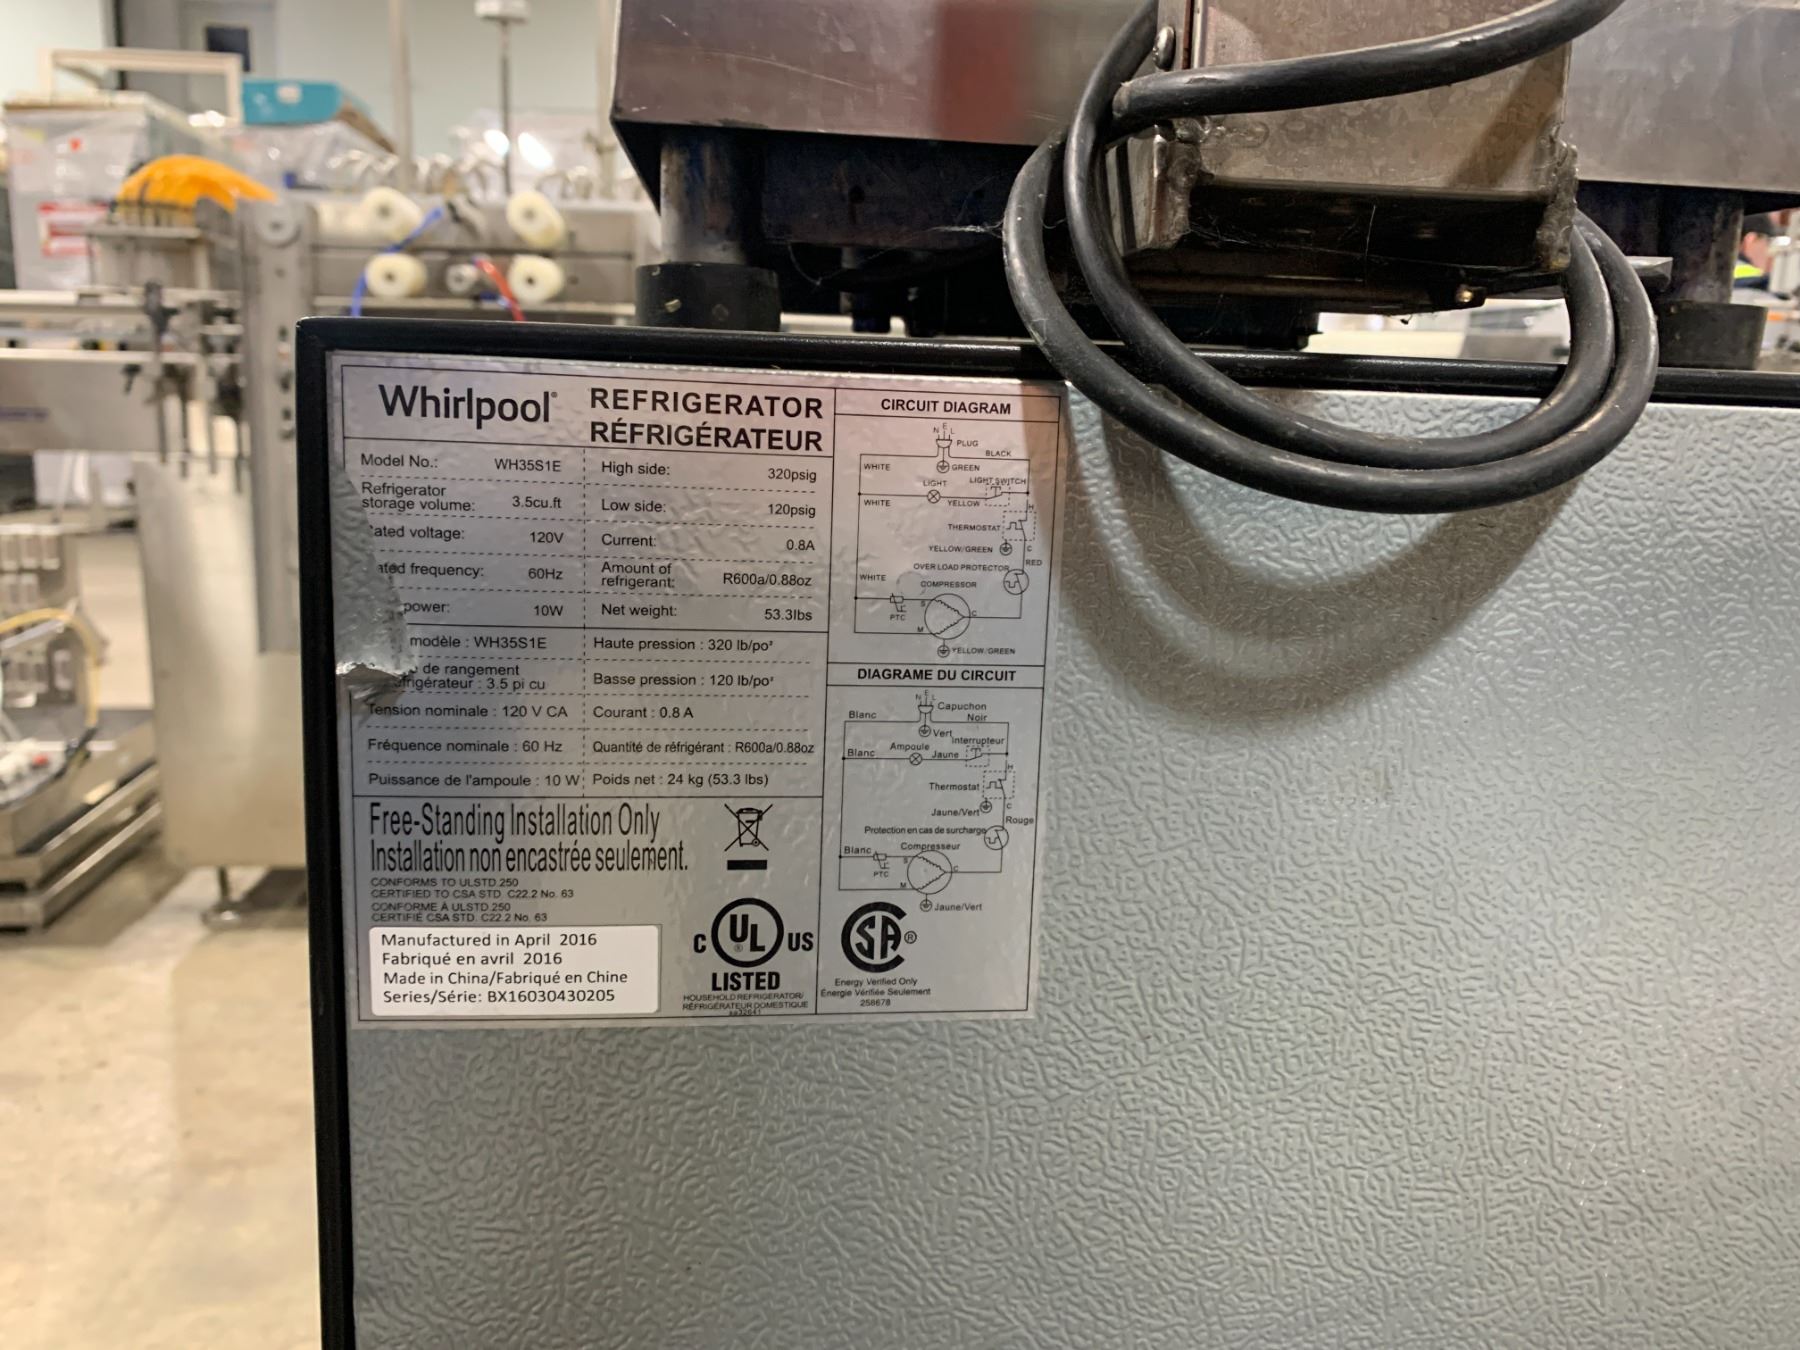 Whirlpool®
REFRIGERATOR
RÉFRIGÉRATEUR
Model No.: WH35S1E
Refrigerator
storage volume: 3.5cu.ft
ated voltage: 120V
ated frequency: 60Hz
power: 10W
High side: 320psig
Low side: 120psig
Current: 0.8A
Amount of
refrigerant: R600a/0.88oz
Net weight: 53.3lbs
modèle : WH35S1E
de rangement
frigérateur : 3.5 pi cu
Tension nominale : 120 V CA
Fréquence nominale : 60 Hz
Puissance de l'ampoule : 10 W
Haute pression : 320 lb/po²
Basse pression : 120 lb/po²
Courant : 0.8 A
Quantité de réfrigérant : R600a/0.88oz
Poids net : 24 kg (53.3 lbs)
Free-Standing Installation Only
Installation non encastrée seulement.
CONFORMS TO ULSTD.250
CERTIFIED TO CSA STD. C22.2 No. 63
CONFORME À ULSTD.250
CERTIFIÉ CSA STD. C22.2 No. 63
Manufactured in April 2016
Fabriqué en avril 2016
Made in China/Fabriqué en Chine
Series/Série: BX16030430205
C UL® US
LISTED
HOUSEHOLD REFRIGERATOR/
RÉFRIGÉRATEUR DOMESTIQUE
CIRCUIT DIAGRAM
N E L
PLUG
BLACK
WHITE
GREEN
LIGHT
LIGHT SWITCH
WHITE
YELLOW
H
THERMOSTAT
YELLOW/GREEN
C
OVER LOAD PROTECTOR
RED
WHITE
COMPRESSOR
S
PTC
C
M
YELLOW/GREEN
DIAGRAME DU CIRCUIT
N E L
Capuchon
Blanc
Noir
Vert
Interrupteur
Ampoule
Blanc
Jaune
H
Thermostat
C
Jaune/Vert
Rouge
Protection en cas de surcharge
Blanc
Compresseur
S
PTC
C
M
Jaune/Vert
SA®
Energy Verified Only
Énergie Vérifiée Seulement
258678